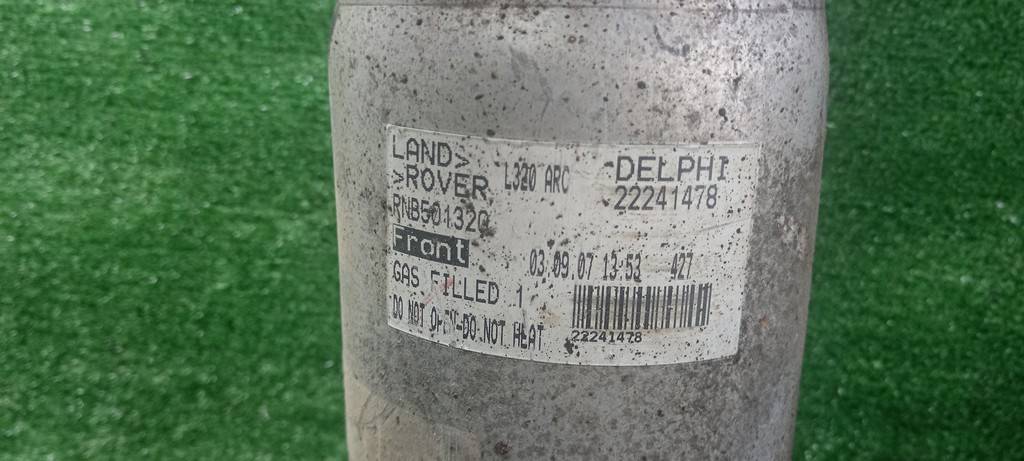 LAND>
>ROVER L320 ARC
RNB501320
Front
GAS FILLED 1
DO NOT OPEN-DO NOT HEAT
DELPHI
22241478
03.09.07 13:53 427
22241478